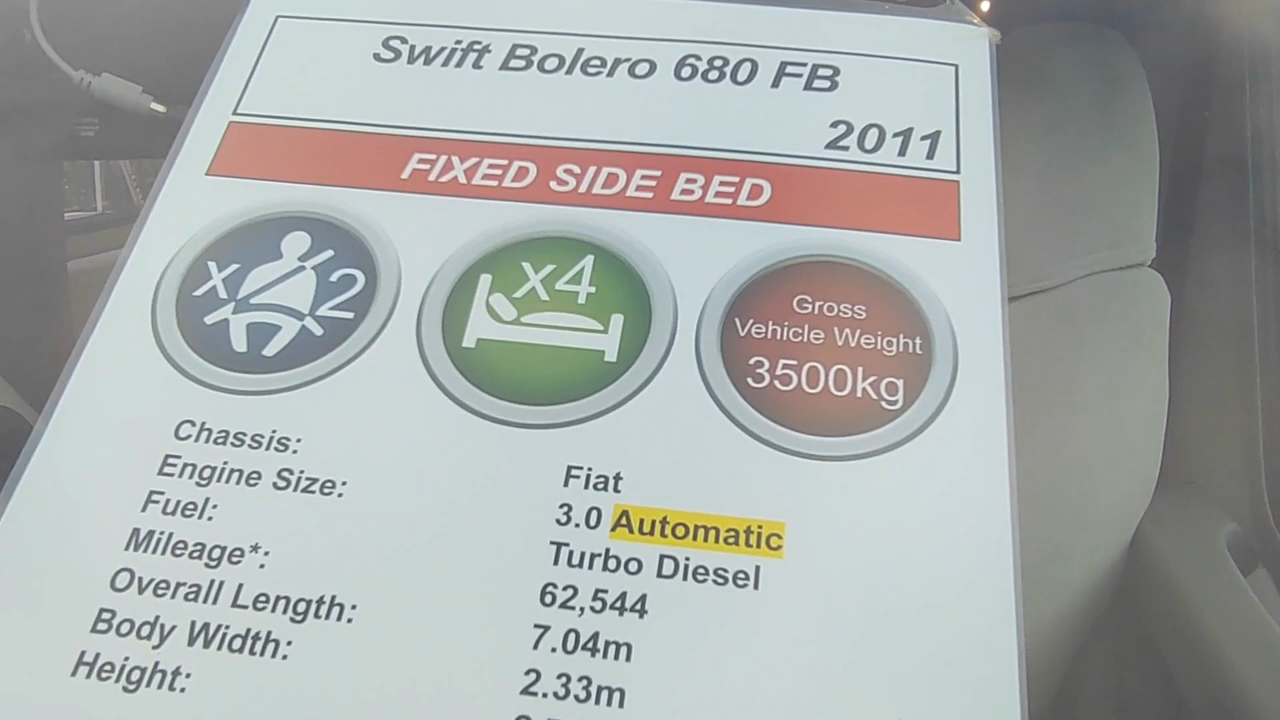 Swift Bolero 680 FB
2011
FIXED SIDE BED
x 2
x4
Gross
Vehicle Weight
3500kg
Chassis: Fiat
Engine Size: 3.0 Automatic
Fuel: Turbo Diesel
Mileage*: 62,544
Overall Length: 7.04m
Body Width: 2.33m
Height: